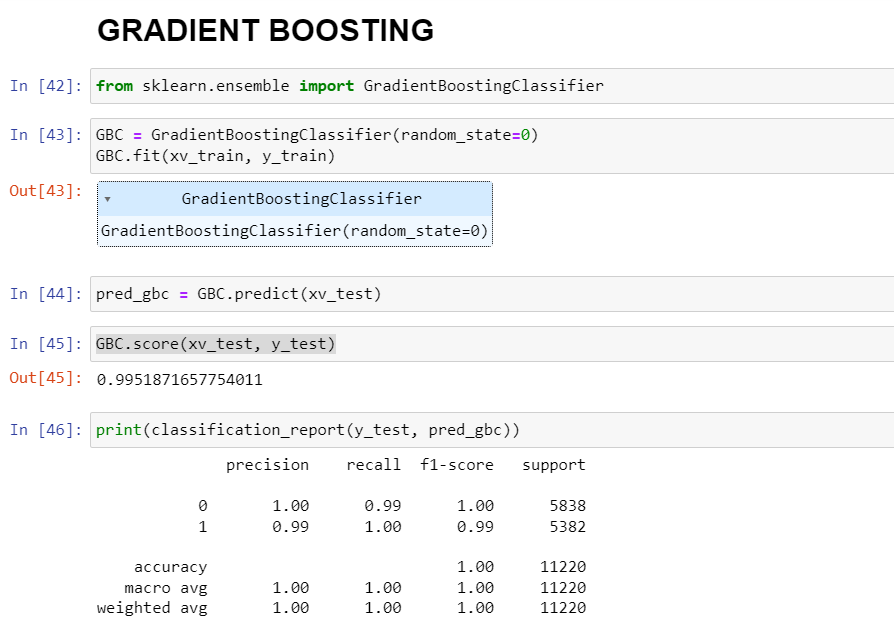 GRADIENT BOOSTING
In [42]: from sklearn.ensemble import GradientBoostingClassifier
In [43]: GBC = GradientBoostingClassifier(random_state=0)
GBC.fit(xv_train, y_train)
Out[43]:
▾ GradientBoostingClassifier
GradientBoostingClassifier(random_state=0)
In [44]: pred_gbc = GBC.predict(xv_test)
In [45]: GBC.score(xv_test, y_test)
Out[45]: 0.9951871657754011
In [46]: print(classification_report(y_test, pred_gbc))
precision recall f1-score support
0 1.00 0.99 1.00 5838
1 0.99 1.00 0.99 5382
accuracy 1.00 11220
macro avg 1.00 1.00 1.00 11220
weighted avg 1.00 1.00 1.00 11220